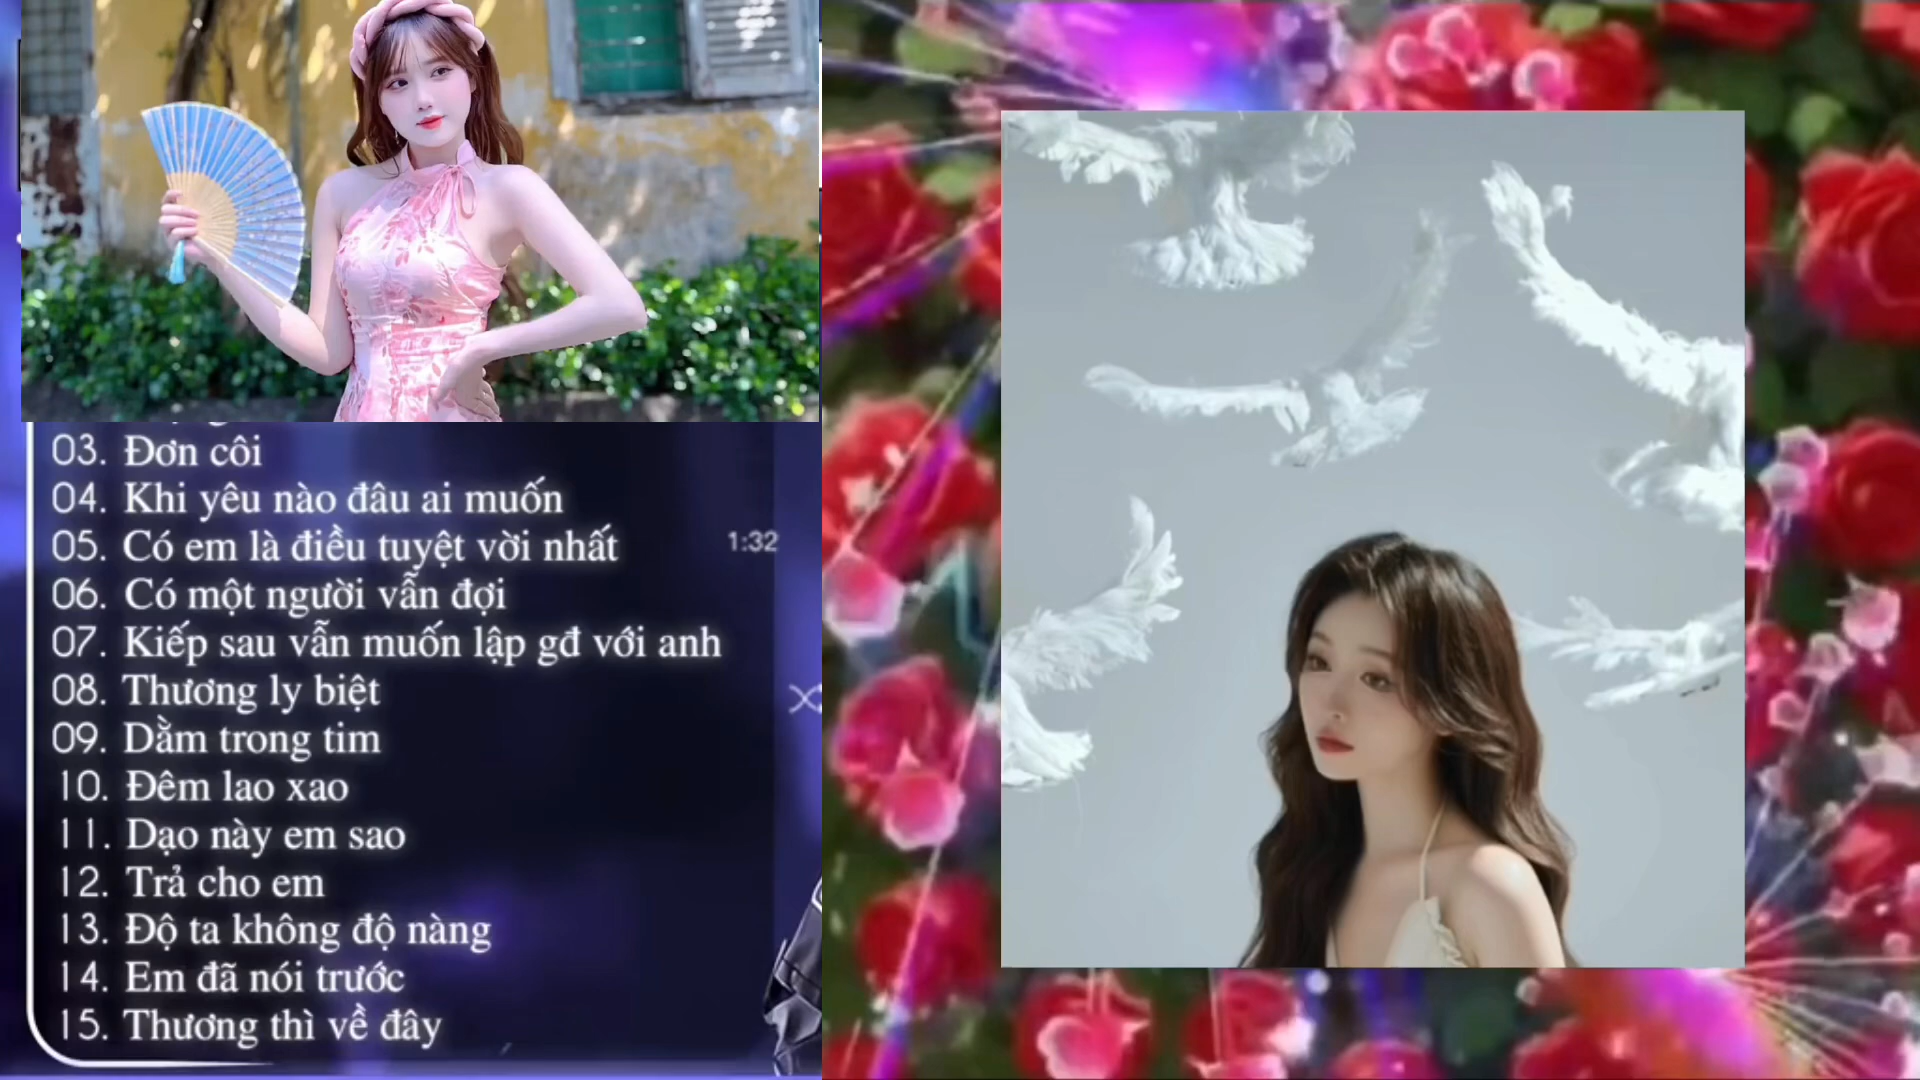 03. Đơn côi
04. Khi yêu nào đâu ai muốn
05. Có em là điều tuyệt vời nhất
1:32
06. Có một người vẫn đợi
07. Kiếp sau vẫn muốn lập gđ với anh
08. Thương ly biệt
09. Dằm trong tim
10. Đêm lao xao
11. Dạo này em sao
12. Trả cho em
13. Độ ta không độ nàng
14. Em đã nói trước
15. Thương thì về đây